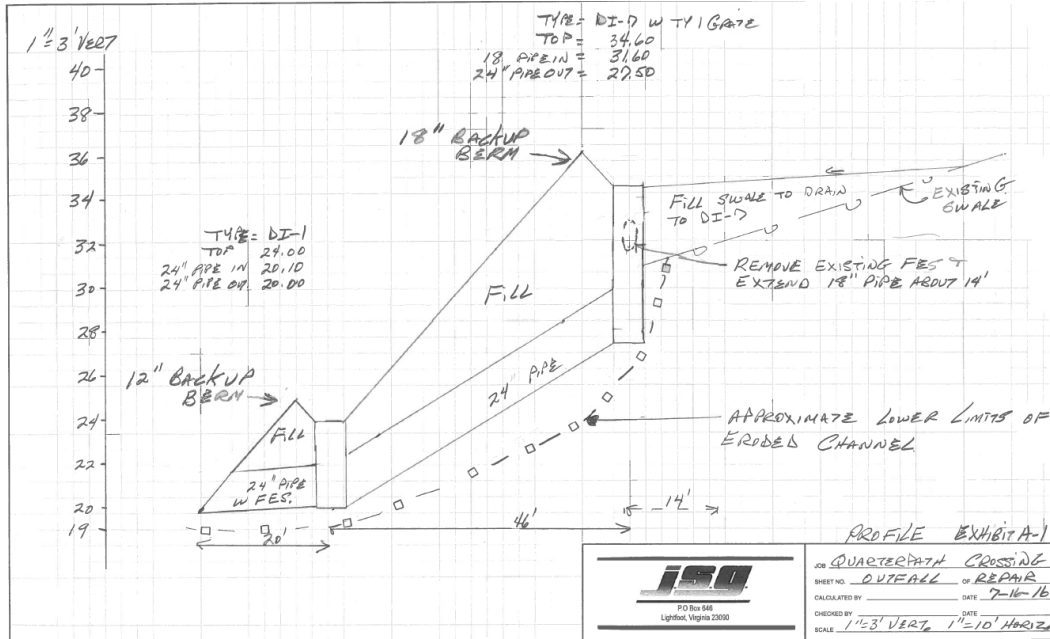 1"=3' VERT
40
38
36
34
32
30
28
26
24
22
20
19
TYPE= DI-7 W TY 1 GRATE
TOP = 34.60
18" PIPE IN = 31.60
24" PIPE OUT = 27.50
18" BACKUP
BERM
FILL SWALE TO DRAIN
TO DI-7
EXISTING
SWALE
TYPE= DI-1
TOP 24.00
24" PIPE IN 20.10
24" PIPE OUT 20.00
REMOVE EXISTING FES &
EXTEND 18" PIPE ABOUT 14'
FILL
12" BACKUP
BERM
24" PIPE
FILL
24" PIPE
W FES.
APPROXIMATE LOWER LIMITS OF
ERODED CHANNEL
20'
46'
14'
PROFILE EXHIBIT A-1
j.s.g.
P.O Box 646
Lightfoot, Virginia 23090
JOB QUARTERPATH CROSSING
SHEET NO. OUTFALL OF REPAIR
CALCULATED BY DATE 7-16-16
CHECKED BY DATE
SCALE 1"=3' VERT, 1"=10' HORIZ